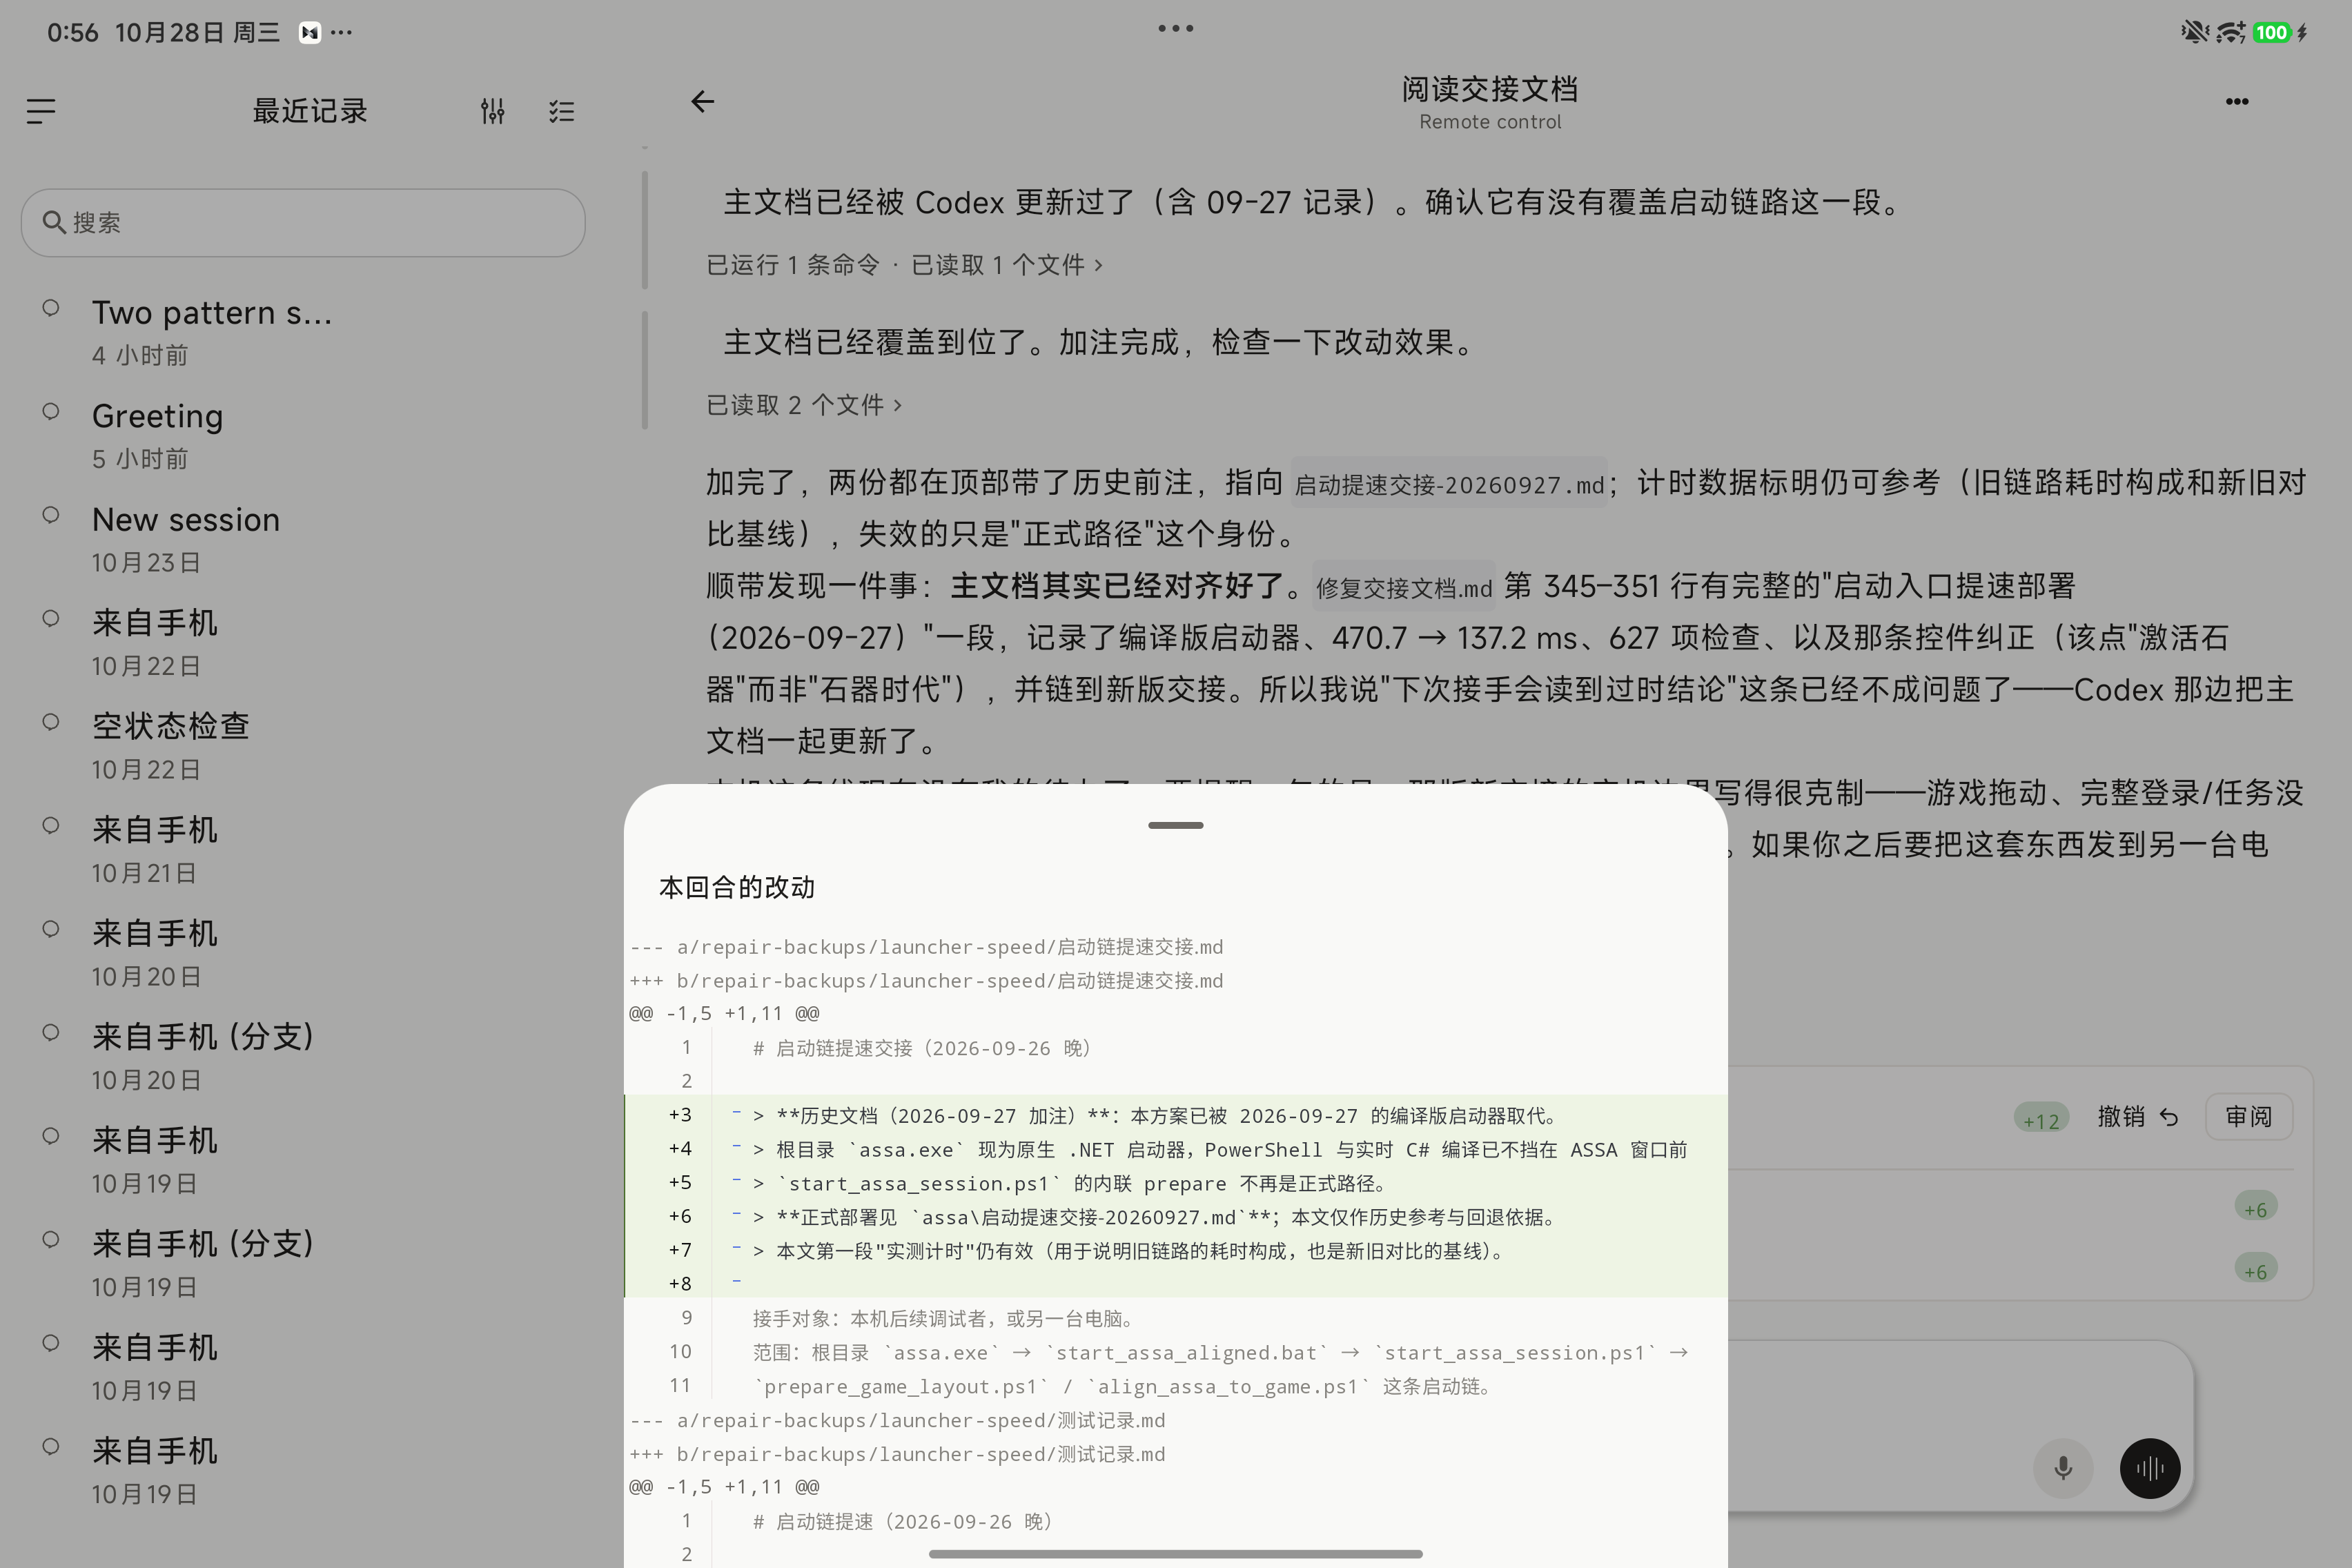 0:56 10月28日 周三
100
最近记录
搜索
Two pattern s...
4 小时前
Greeting
5 小时前
New session
10月23日
来自手机
10月22日
空状态检查
10月22日
来自手机
10月21日
来自手机
10月20日
来自手机 (分支)
10月20日
来自手机
10月19日
来自手机 (分支)
10月19日
来自手机
10月19日
来自手机
10月19日
阅读交接文档
Remote control
主文档已经被 Codex 更新过了（含 09-27 记录）。确认它有没有覆盖启动链路这一段。
已运行 1 条命令 · 已读取 1 个文件
主文档已经覆盖到位了。加注完成，检查一下改动效果。
已读取 2 个文件
加完了，两份都在顶部带了历史前注，指向 启动提速交接-20260927.md；计时数据标明仍可参考（旧链路耗时构成和新旧对
比基线），失效的只是"正式路径"这个身份。
顺带发现一件事：主文档其实已经对齐好了。修复交接文档.md 第 345–351 行有完整的"启动入口提速部署
（2026-09-27）"一段，记录了编译版启动器、470.7 → 137.2 ms、627 项检查、以及那条控件纠正（该点"激活石
器"而非"石器时代"），并链到新版交接。所以我说"下次接手会读到过时结论"这条已经不成问题了——Codex 那边把主
文档一起更新了。
写得很克制——游戏拖动、完整登录/任务没
。如果你之后要把这套东西发到另一台电
+12 撤销 审阅
+6
+6
本回合的改动
--- a/repair-backups/launcher-speed/启动链提速交接.md
+++ b/repair-backups/launcher-speed/启动链提速交接.md
@@ -1,5 +1,11 @@
1 # 启动链提速交接（2026-09-26 晚）
2
+3 - > **历史文档（2026-09-27 加注）**：本方案已被 2026-09-27 的编译版启动器取代。
+4 - > 根目录 `assa.exe` 现为原生 .NET 启动器，PowerShell 与实时 C# 编译已不挡在 ASSA 窗口前
+5 - > `start_assa_session.ps1` 的内联 prepare 不再是正式路径。
+6 - > **正式部署见 `assa\启动提速交接-20260927.md`**；本文仅作历史参考与回退依据。
+7 - > 本文第一段"实测计时"仍有效（用于说明旧链路的耗时构成，也是新旧对比的基线）。
+8 -
9 接手对象：本机后续调试者，或另一台电脑。
10 范围：根目录 `assa.exe` → `start_assa_aligned.bat` → `start_assa_session.ps1` →
11 `prepare_game_layout.ps1` / `align_assa_to_game.ps1` 这条启动链。
--- a/repair-backups/launcher-speed/测试记录.md
+++ b/repair-backups/launcher-speed/测试记录.md
@@ -1,5 +1,11 @@
1 # 启动链提速（2026-09-26 晚）
2